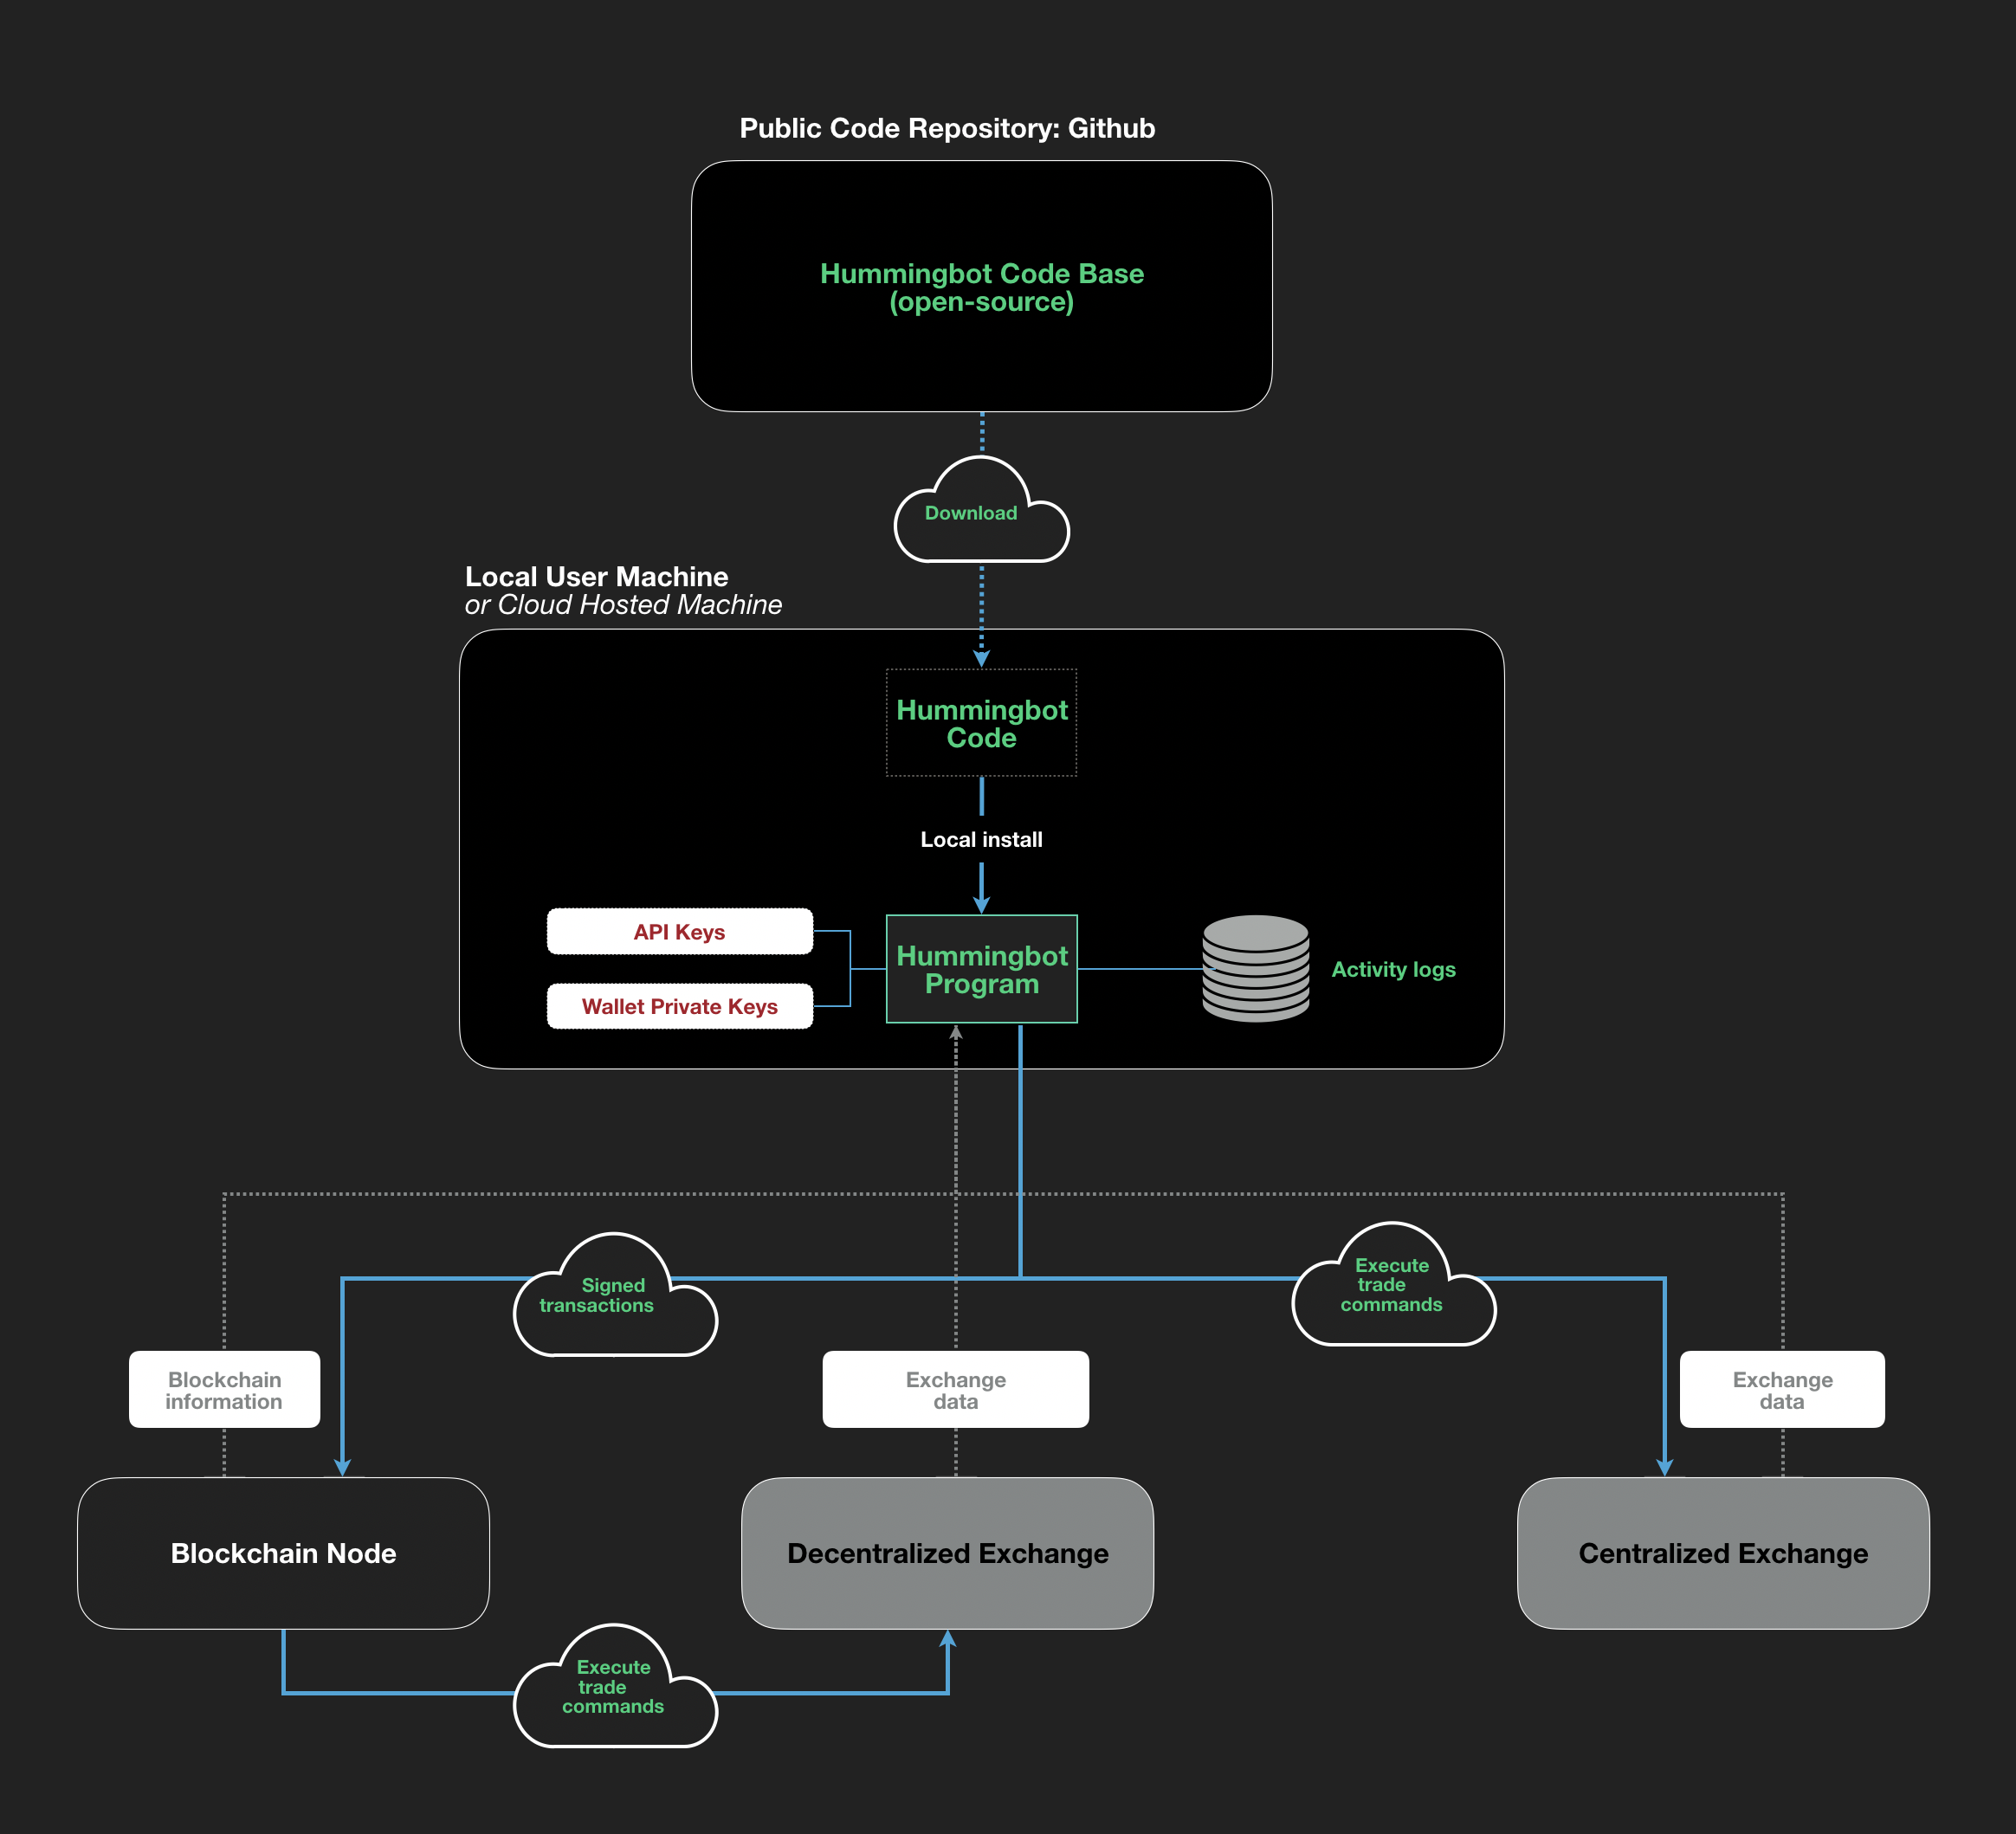 Public Code Repository: Github
Hummingbot Code Base
(open-source)
Download
Local User Machine
or Cloud Hosted Machine
Hummingbot
Code
Local install
API Keys
Wallet Private Keys
Hummingbot
Program
Activity logs
Signed
transactions
Execute
trade
commands
Blockchain
information
Exchange
data
Exchange
data
Blockchain Node
Decentralized Exchange
Centralized Exchange
Execute
trade
commands